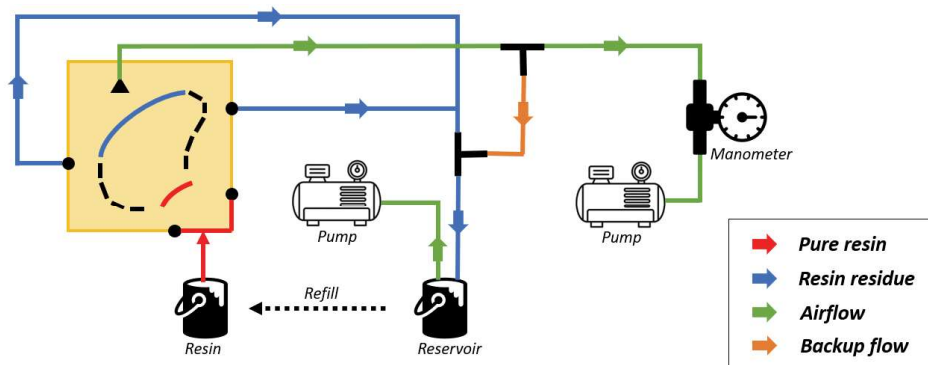 Manometer
Pump
Pump
Refill
Resin
Reservoir
Pure resin
Resin residue
Airflow
Backup flow